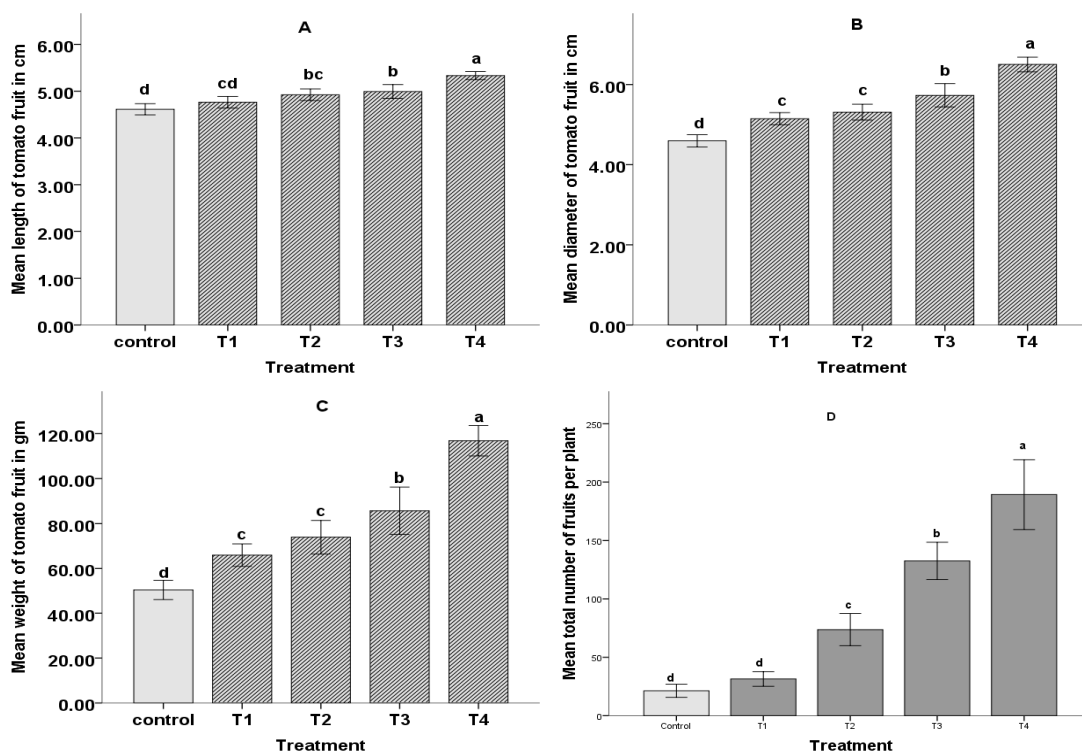 A
Mean length of tomato fruit in cm
6.00
5.00
4.00
3.00
2.00
1.00
0.00
d
cd
bc
b
a
control T1 T2 T3 T4
Treatment
B
Mean diameter of tomato fruit in cm
6.00
4.00
2.00
0.00
d
c
c
b
a
control T1 T2 T3 T4
Treatment
C
Mean weight of tomato fruit in gm
120.00
100.00
80.00
60.00
40.00
20.00
0.00
d
c
c
b
a
control T1 T2 T3 T4
Treatment
D
Mean total number of fruits per plant
250
200
150
100
50
0
d
d
c
b
a
Control T1 T2 T3 T4
Treatment